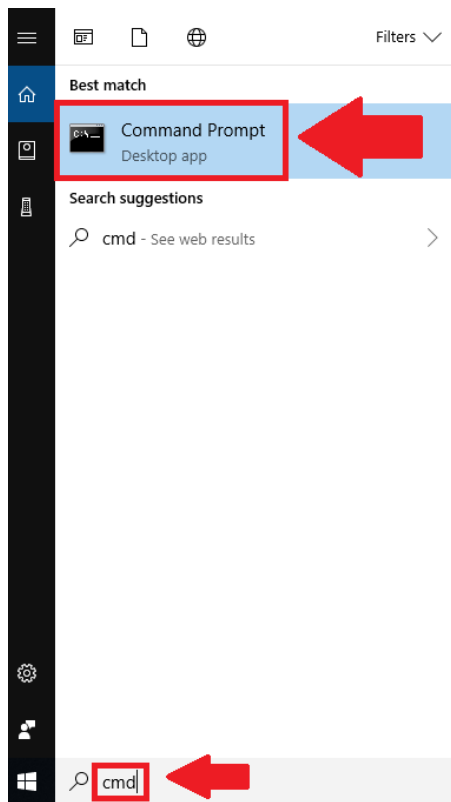 Filters
Best match
C:\_
Command Prompt
Desktop app
Search suggestions
cmd - See web results
cmd